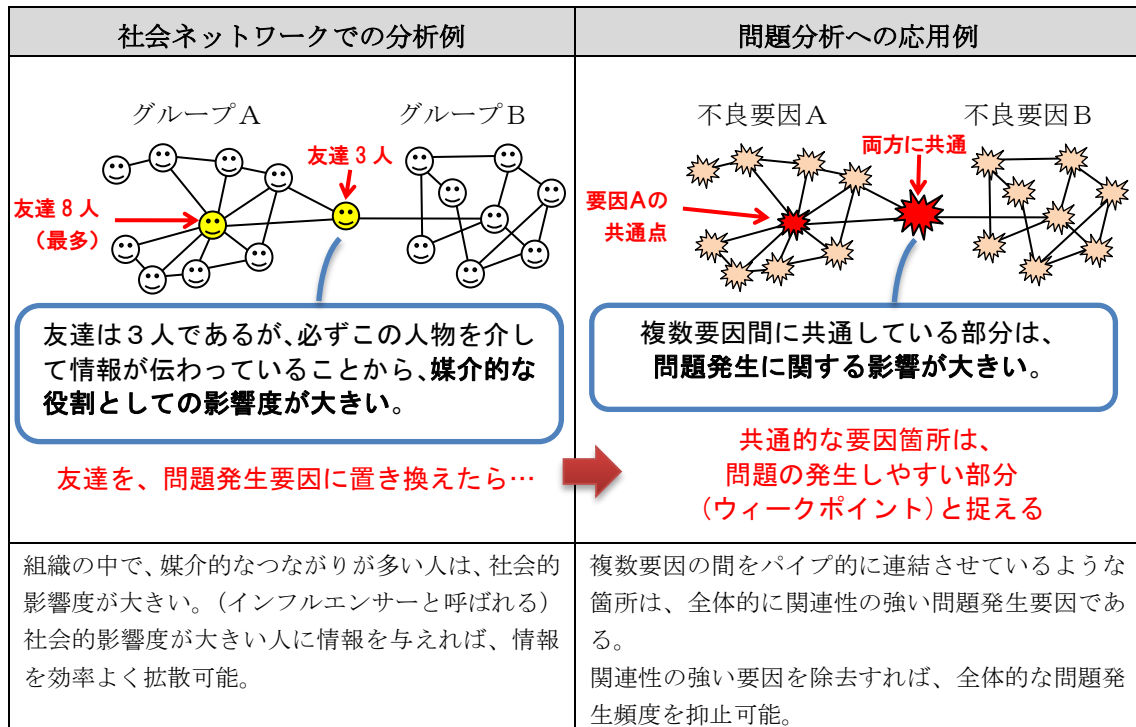 社会ネットワークでの分析例
グループA
グループB
友達3人
友達8人
（最多）
友達は3人であるが、必ずこの人物を介し
て情報が伝わっていることから、媒介的な
役割としての影響度が大きい。
友達を、問題発生要因に置き換えたら…
組織の中で、媒介的なつながりが多い人は、社会的
影響度が大きい。（インフルエンサーと呼ばれる）
社会的影響度が大きい人に情報を与えれば、情報
を効率よく拡散可能。
問題分析への応用例
不良要因A
不良要因B
両方に共通
要因Aの
共通点
複数要因間に共通している部分は、
問題発生に関する影響が大きい。
共通的な要因箇所は、
問題の発生しやすい部分
（ウィークポイント）と捉える
複数要因の間をパイプ的に連結させているような
箇所は、全体的に関連性の強い問題発生要因であ
る。
関連性の強い要因を除去すれば、全体的な問題発
生頻度を抑止可能。